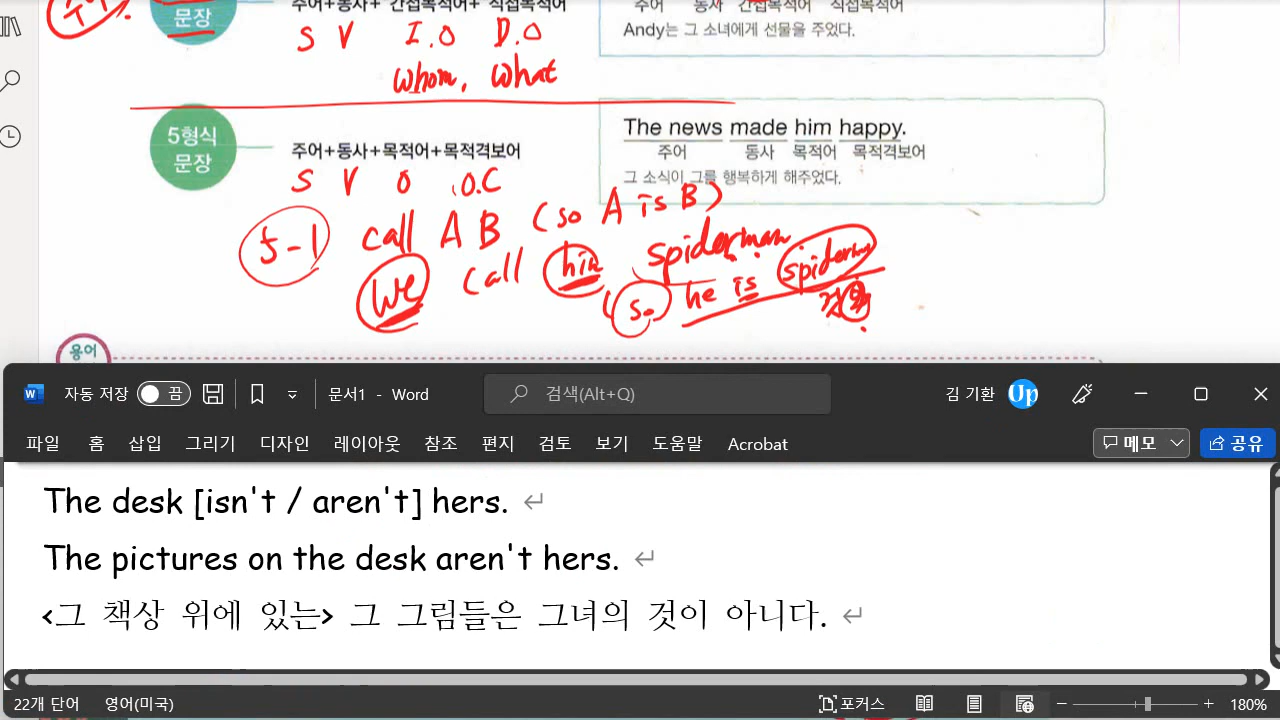 주어+동사+간접목적어+직접목적어
문장
S V I.O D.O
whom, what
주어 동사 간접목적어 직접목적어
Andy는 그 소녀에게 선물을 주었다.
5형식
문장
주어+동사+목적어+목적격보어
S V O O.C
The news made him happy.
주어 동사 목적어 목적격보어
그 소식이 그를 행복하게 해주었다.
5-1 call A B (so A is B)
we call him spiderman
(so he is spiderman
용어
자동 저장 끔 문서1 - Word 검색(Alt+Q) 김 기환 Up
파일 홈 삽입 그리기 디자인 레이아웃 참조 편지 검토 보기 도움말 Acrobat 메모 공유
The desk [isn't / aren't] hers.
The pictures on the desk aren't hers.
<그 책상 위에 있는> 그 그림들은 그녀의 것이 아니다.
22개 단어 영어(미국) 포커스 180%